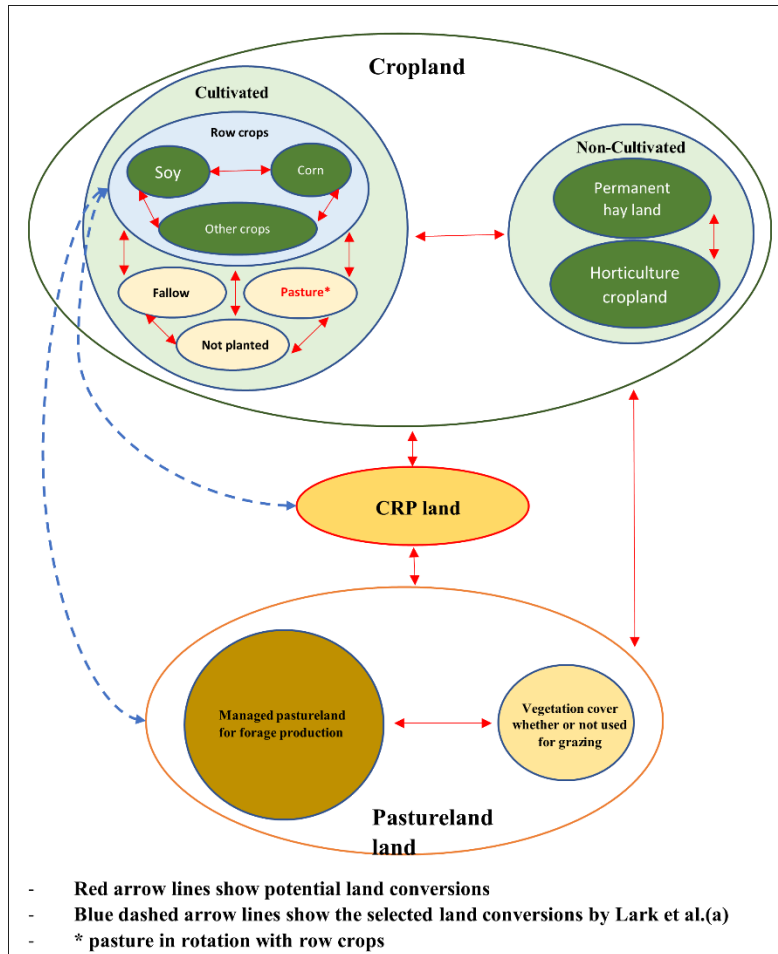 Cropland
Cultivated
Row crops
Soy
Corn
Other crops
Fallow
Pasture*
Not planted
Non-Cultivated
Permanent
hay land
Horticulture
cropland
CRP land
Managed pastureland
for forage production
Vegetation cover
whether or not used
for grazing
Pastureland
land
- Red arrow lines show potential land conversions
- Blue dashed arrow lines show the selected land conversions by Lark et al.(a)
- * pasture in rotation with row crops